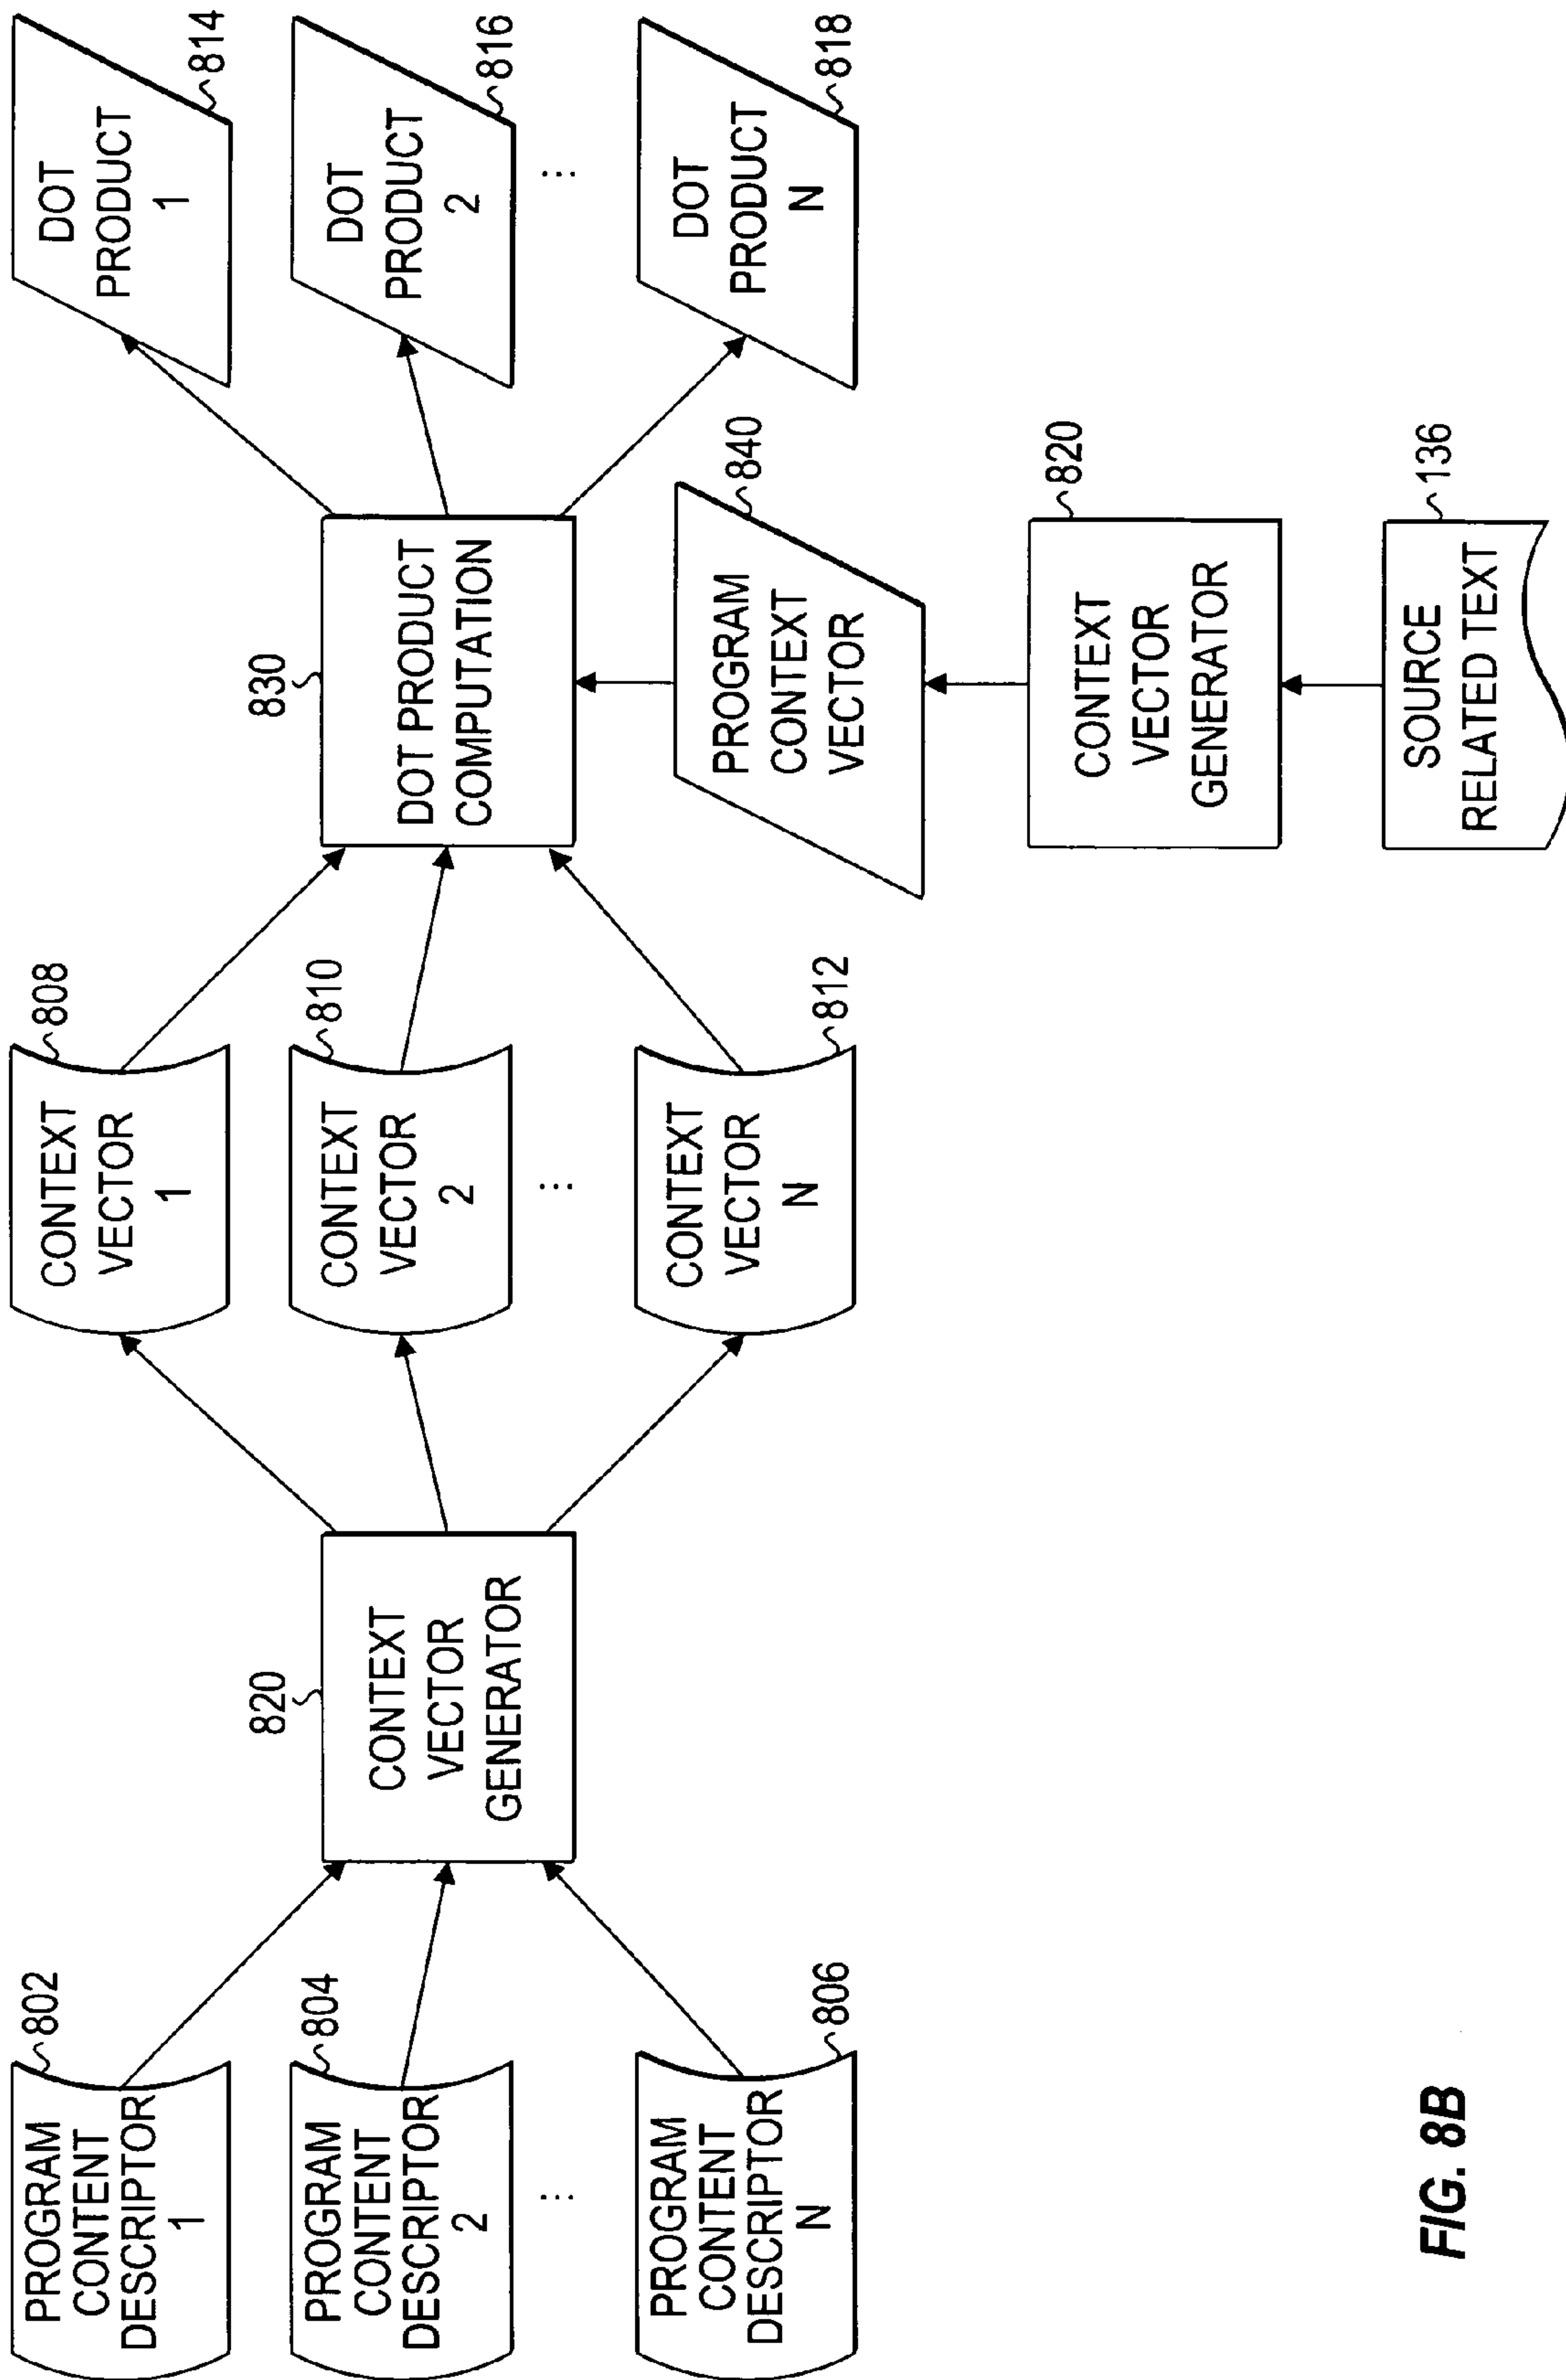 PROGRAM
CONTENT
DESCRIPTOR
1
802
PROGRAM
CONTENT
DESCRIPTOR
2
804
...
PROGRAM
CONTENT
DESCRIPTOR
N
806
820
CONTEXT
VECTOR
GENERATOR
CONTEXT
VECTOR
1
808
CONTEXT
VECTOR
2
810
...
CONTEXT
VECTOR
N
812
830
DOT PRODUCT
COMPUTATION
PROGRAM
CONTEXT
VECTOR
840
CONTEXT
VECTOR
GENERATOR
820
SOURCE
RELATED TEXT
136
DOT
PRODUCT
1
814
DOT
PRODUCT
2
816
...
DOT
PRODUCT
N
818
FIG. 8B